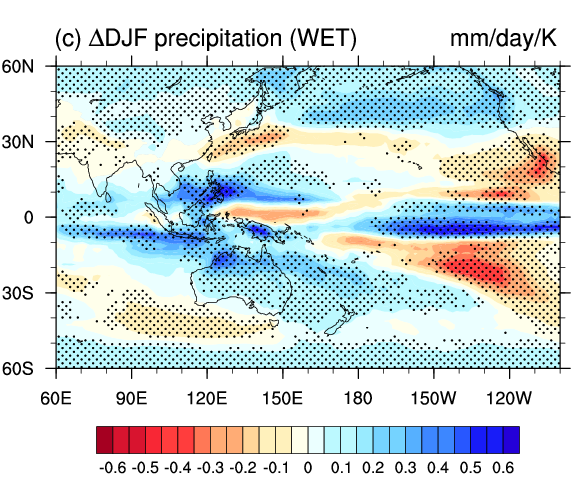 (c) ΔDJF precipitation (WET) mm/day/K
60N
30N
0
30S
60S
60E 90E 120E 150E 180 150W 120W
-0.6 -0.5 -0.4 -0.3 -0.2 -0.1 0 0.1 0.2 0.3 0.4 0.5 0.6